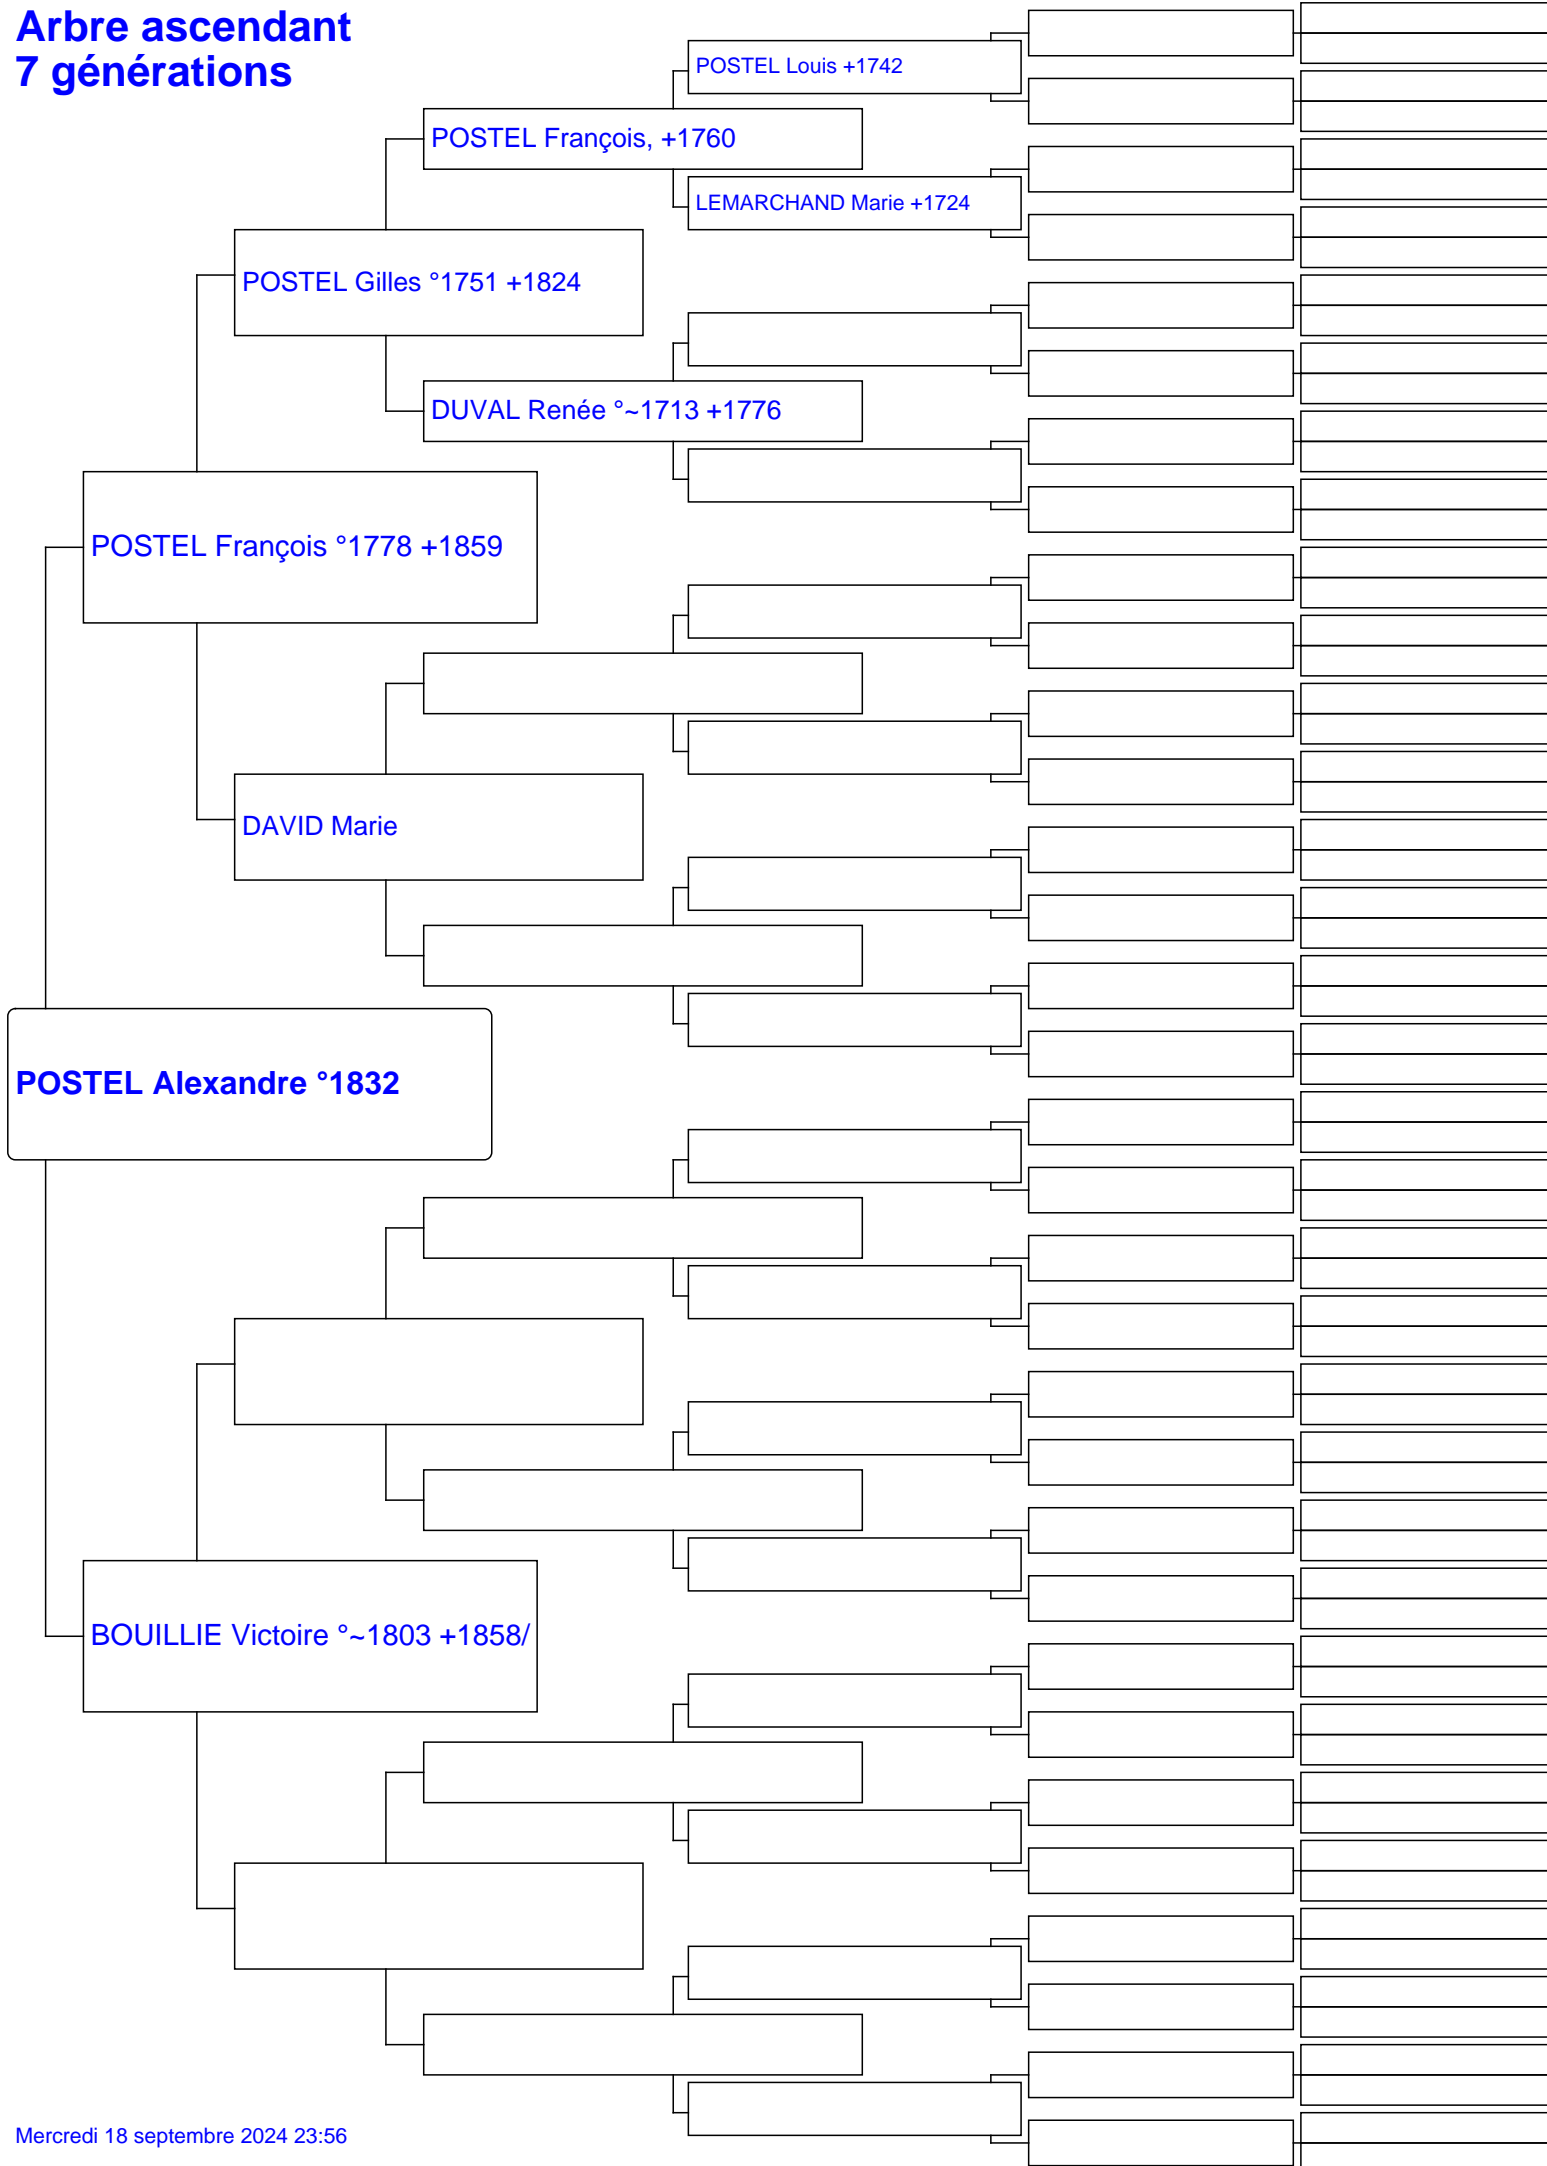 Arbre ascendant
7 générations
POSTEL Louis +1742
POSTEL François, +1760
LEMARCHAND Marie +1724
POSTEL Gilles °1751 +1824
DUVAL Renée °~1713 +1776
POSTEL François °1778 +1859
DAVID Marie
POSTEL Alexandre °1832
BOUILLIE Victoire °~1803 +1858/
Mercredi 18 septembre 2024 23:56